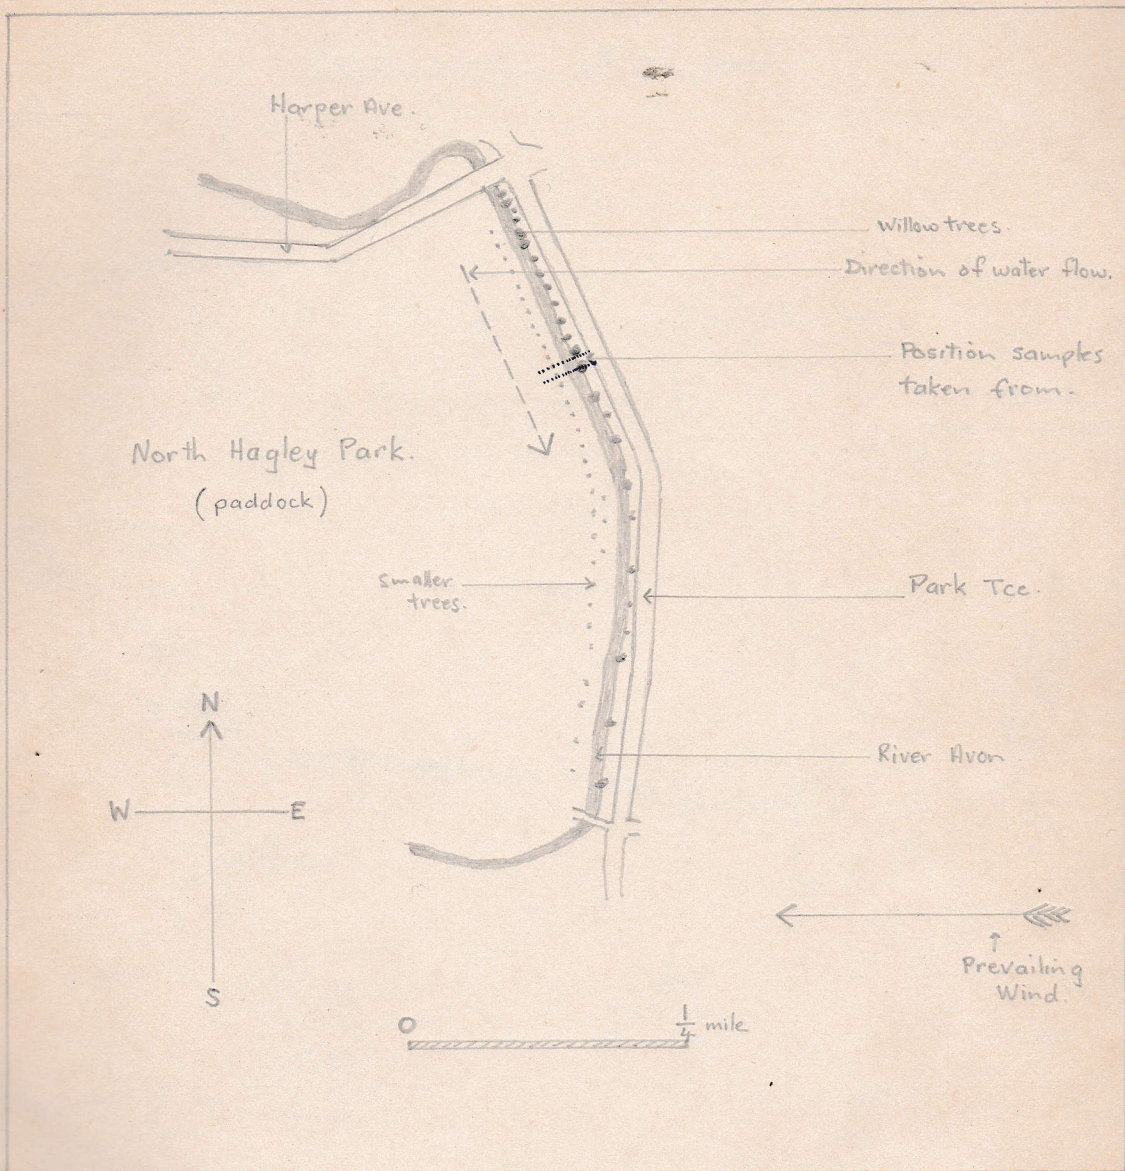 Harper Ave.
Willow trees.
Direction of water flow.
Position samples
taken from.
North Hagley Park.
(paddock)
smaller
trees.
Park Tce.
N
River Avon
W
E
S
Prevailing
Wind.
0
1/4 mile